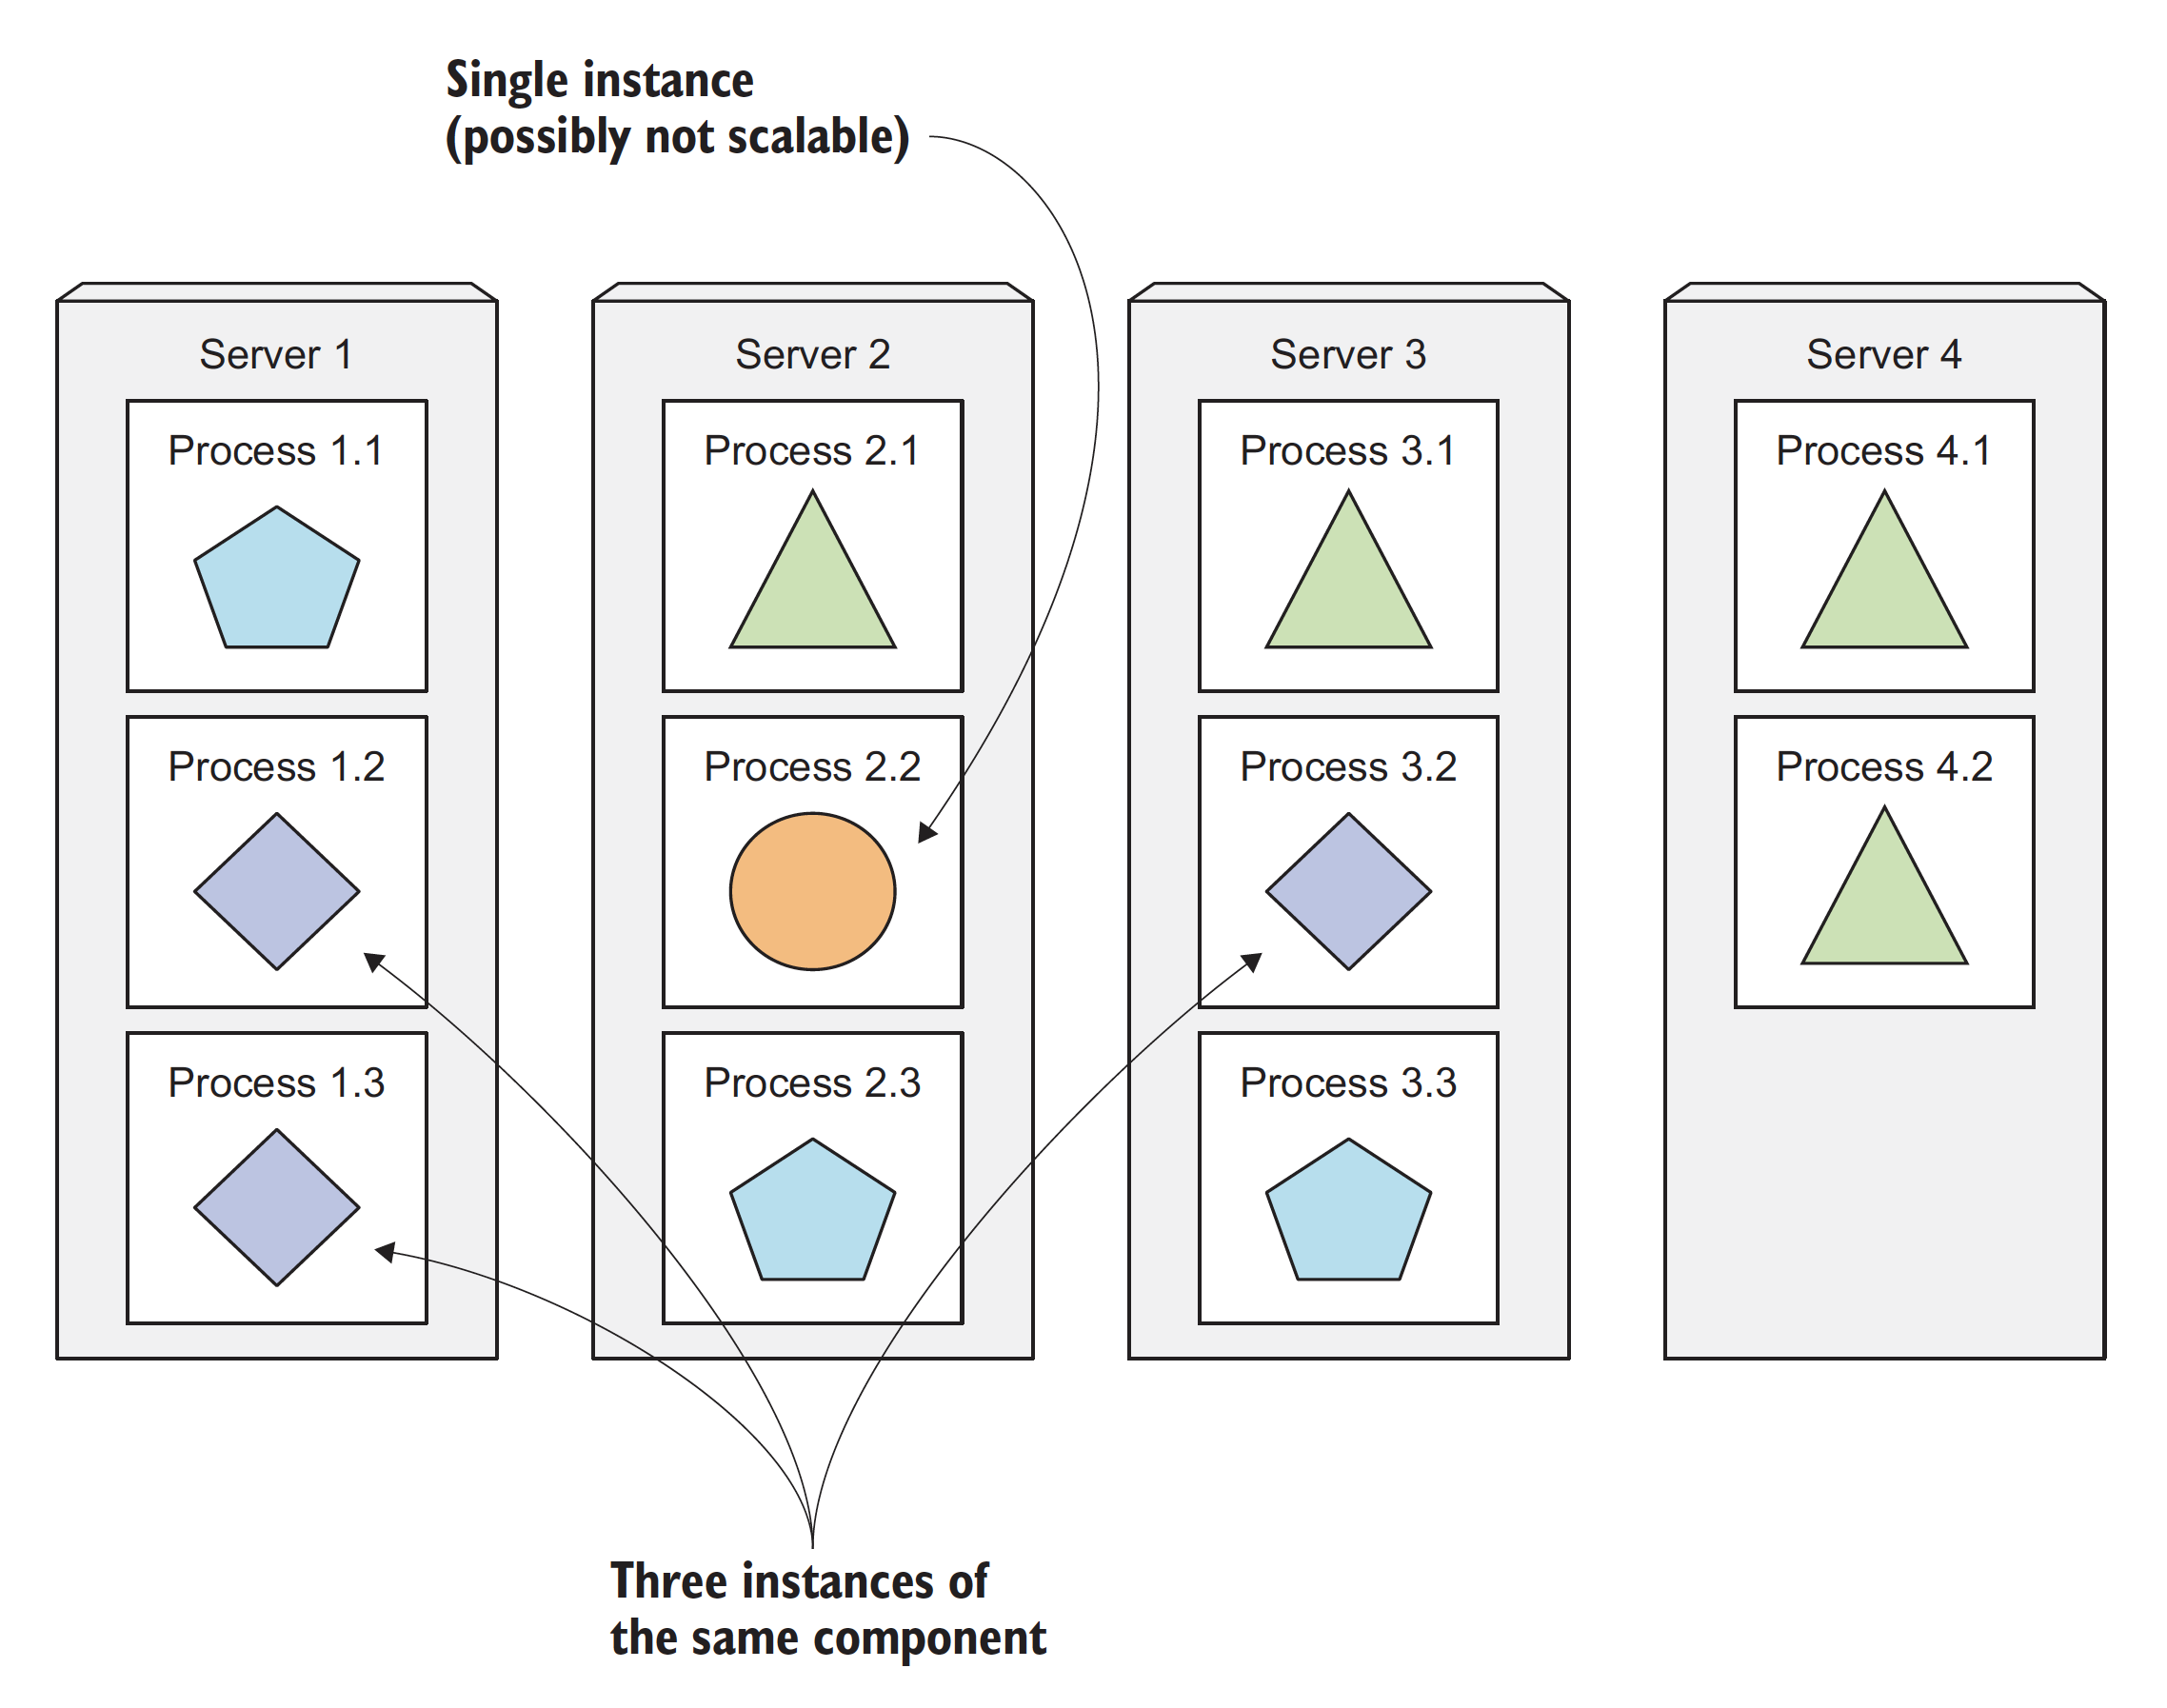 Single instance
(possibly not scalable)
Server 1
Process 1.1
Process 1.2
Process 1.3
Server 2
Process 2.1
Process 2.2
Process 2.3
Server 3
Process 3.1
Process 3.2
Process 3.3
Server 4
Process 4.1
Process 4.2
Three instances of
the same component